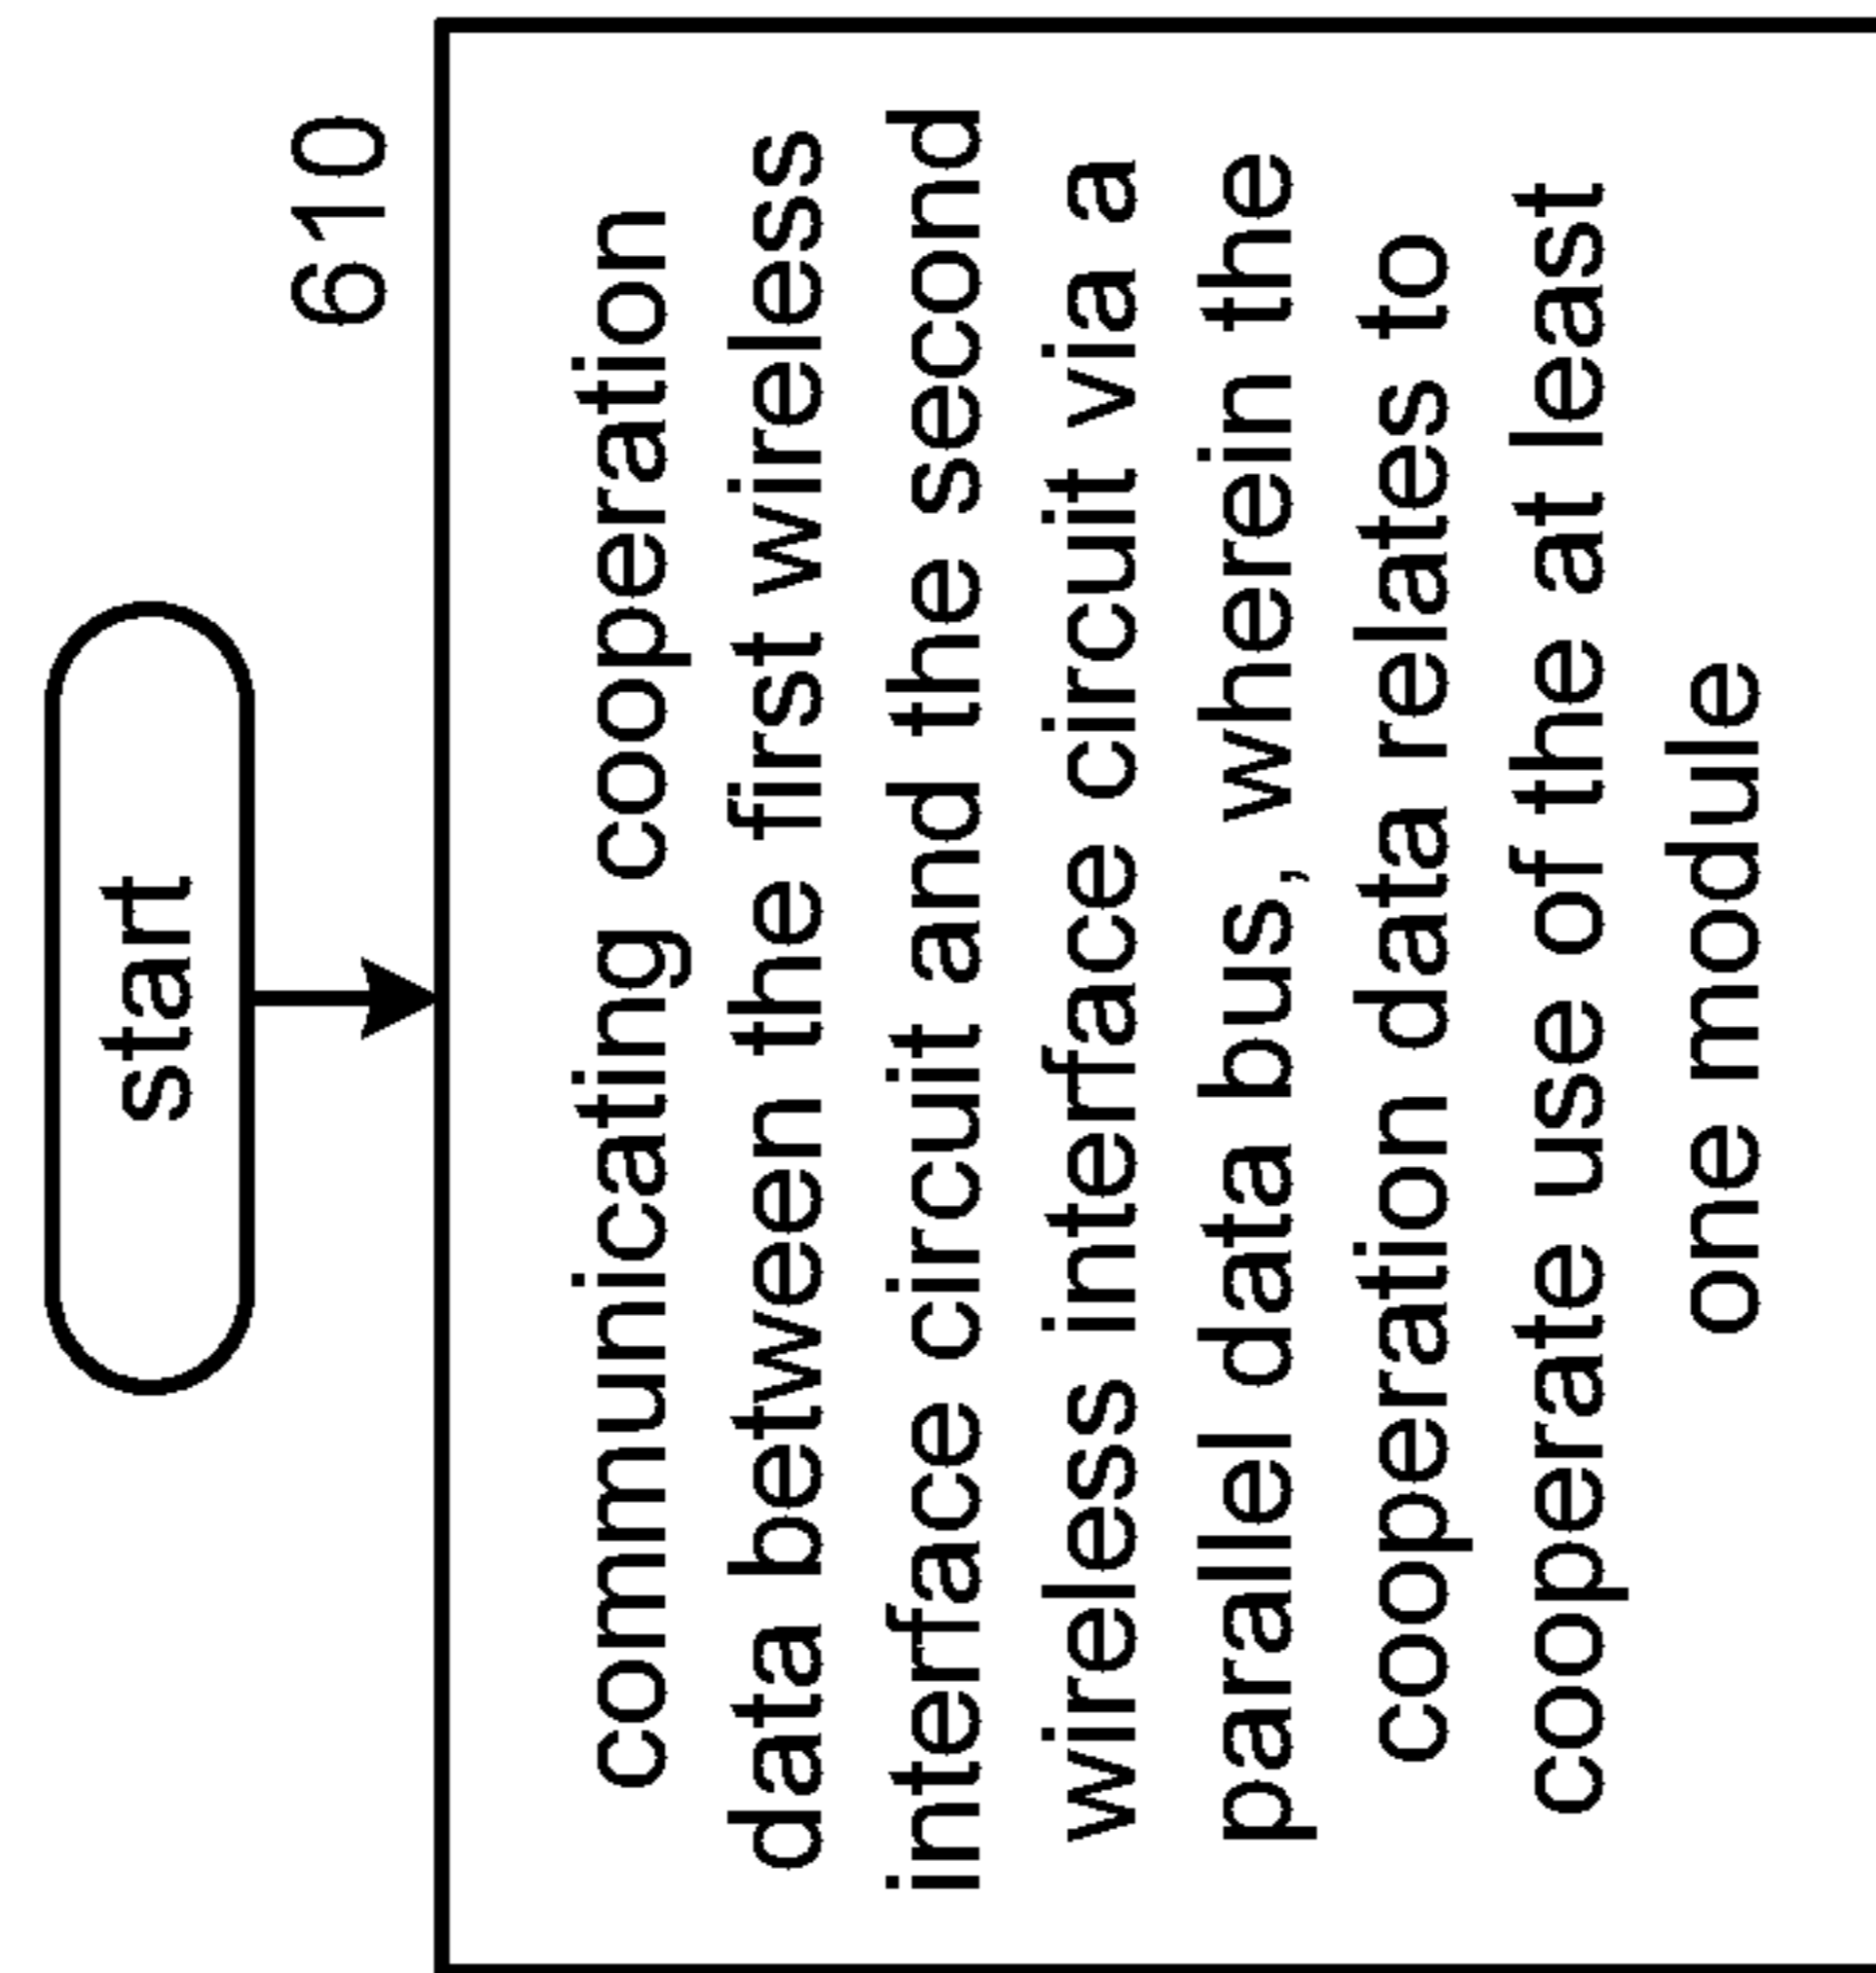 start
610
communicating cooperation
data between the first wireless
interface circuit and the second
wireless interface circuit via a
parallel data bus, wherein the
cooperation data relates to
cooperate use of the at least
one module